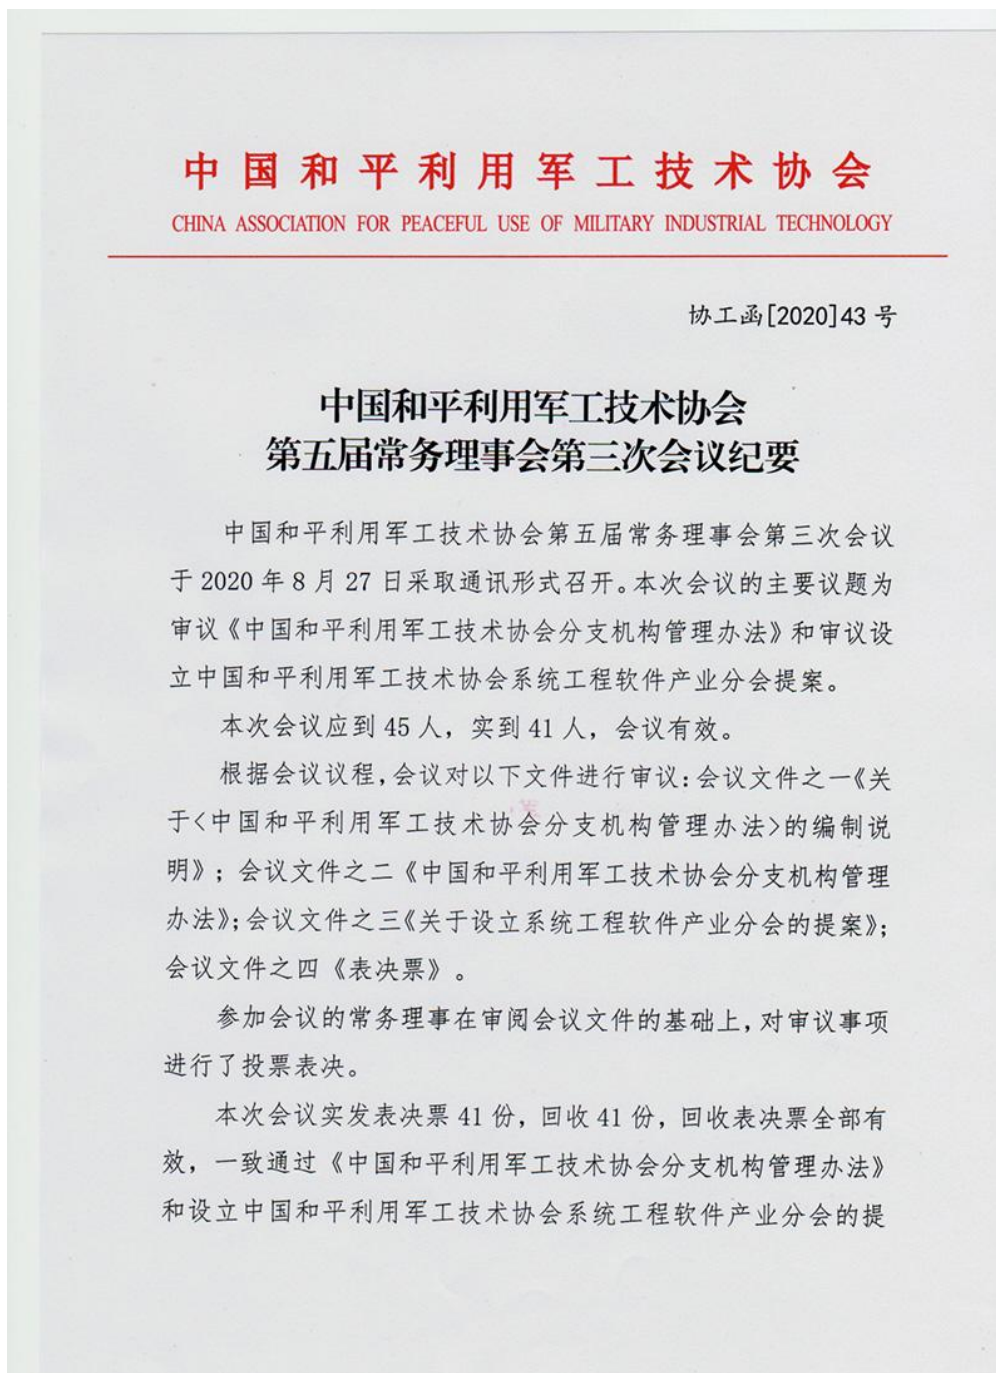 中国和平利用军工技术协会
CHINA ASSOCIATION FOR PEACEFUL USE OF MILITARY INDUSTRIAL TECHNOLOGY
协工函[2020]43 号
中国和平利用军工技术协会
第五届常务理事会第三次会议纪要
中国和平利用军工技术协会第五届常务理事会第三次会议
于 2020 年 8 月 27 日采取通讯形式召开。本次会议的主要议题为
审议《中国和平利用军工技术协会分支机构管理办法》和审议设
立中国和平利用军工技术协会系统工程软件产业分会提案。
本次会议应到 45 人，实到 41 人，会议有效。
根据会议议程,会议对以下文件进行审议:会议文件之一《关
于<中国和平利用军工技术协会分支机构管理办法>的编制说
明》；会议文件之二《中国和平利用军工技术协会分支机构管理
办法》;会议文件之三《关于设立系统工程软件产业分会的提案》;
会议文件之四《表决票》。
参加会议的常务理事在审阅会议文件的基础上,对审议事项
进行了投票表决。
本次会议实发表决票 41 份，回收 41 份，回收表决票全部有
效，一致通过《中国和平利用军工技术协会分支机构管理办法》
和设立中国和平利用军工技术协会系统工程软件产业分会的提